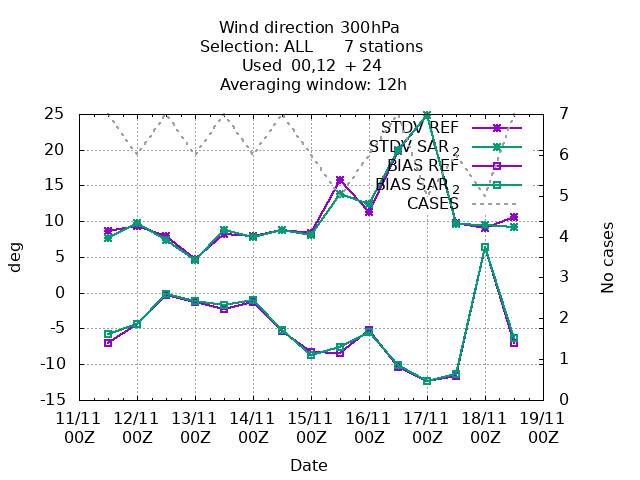 Wind direction 300hPa
Selection: ALL 7 stations
Used 00,12 + 24
Averaging window: 12h
25
20
15
10
5
0
-5
-10
-15
deg
7
6
5
4
3
2
1
0
No cases
STDV REF
STDV SAR 2
BIAS REF
BIAS SAR 2
CASES
11/11 12/11 13/11 14/11 15/11 16/11 17/11 18/11 19/11
00Z 00Z 00Z 00Z 00Z 00Z 00Z 00Z 00Z
Date